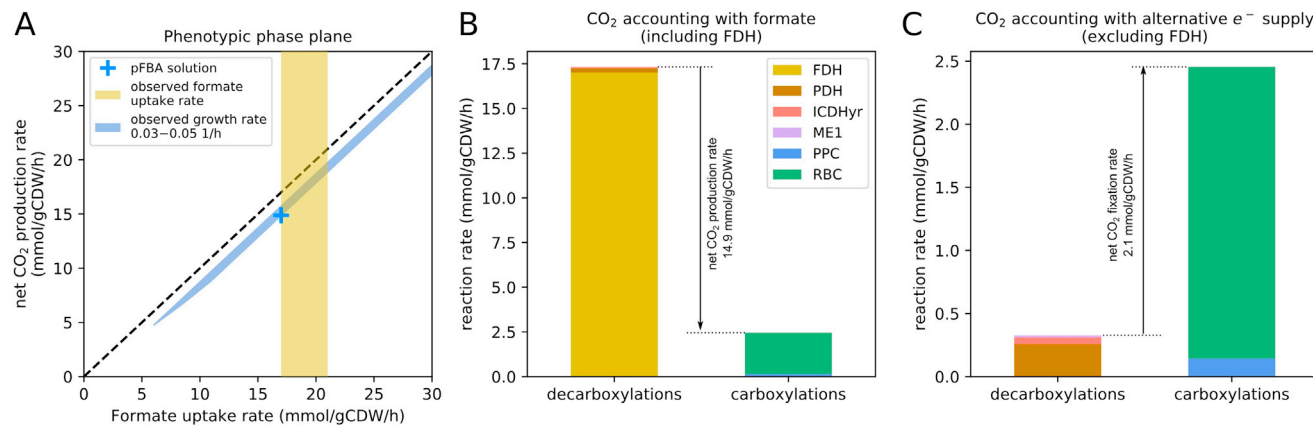 A
Phenotypic phase plane
30
25
20
15
10
5
0
0
5
10
15
20
25
30
net CO₂ production rate
(mmol/gCDW/h)
Formate uptake rate (mmol/gCDW/h)
pFBA solution
observed formate
uptake rate
observed growth rate
0.03−0.05 1/h
B
CO₂ accounting with formate
(including FDH)
17.5
15.0
12.5
10.0
7.5
5.0
2.5
0.0
reaction rate (mmol/gCDW/h)
decarboxylations
carboxylations
net CO₂ production rate
14.9 mmol/gCDW/h
FDH
PDH
ICDHyr
ME1
PPC
RBC
C
CO₂ accounting with alternative e⁻ supply
(excluding FDH)
2.5
2.0
1.5
1.0
0.5
0.0
reaction rate (mmol/gCDW/h)
decarboxylations
carboxylations
net CO₂ fixation rate
2.1 mmol/gCDW/h